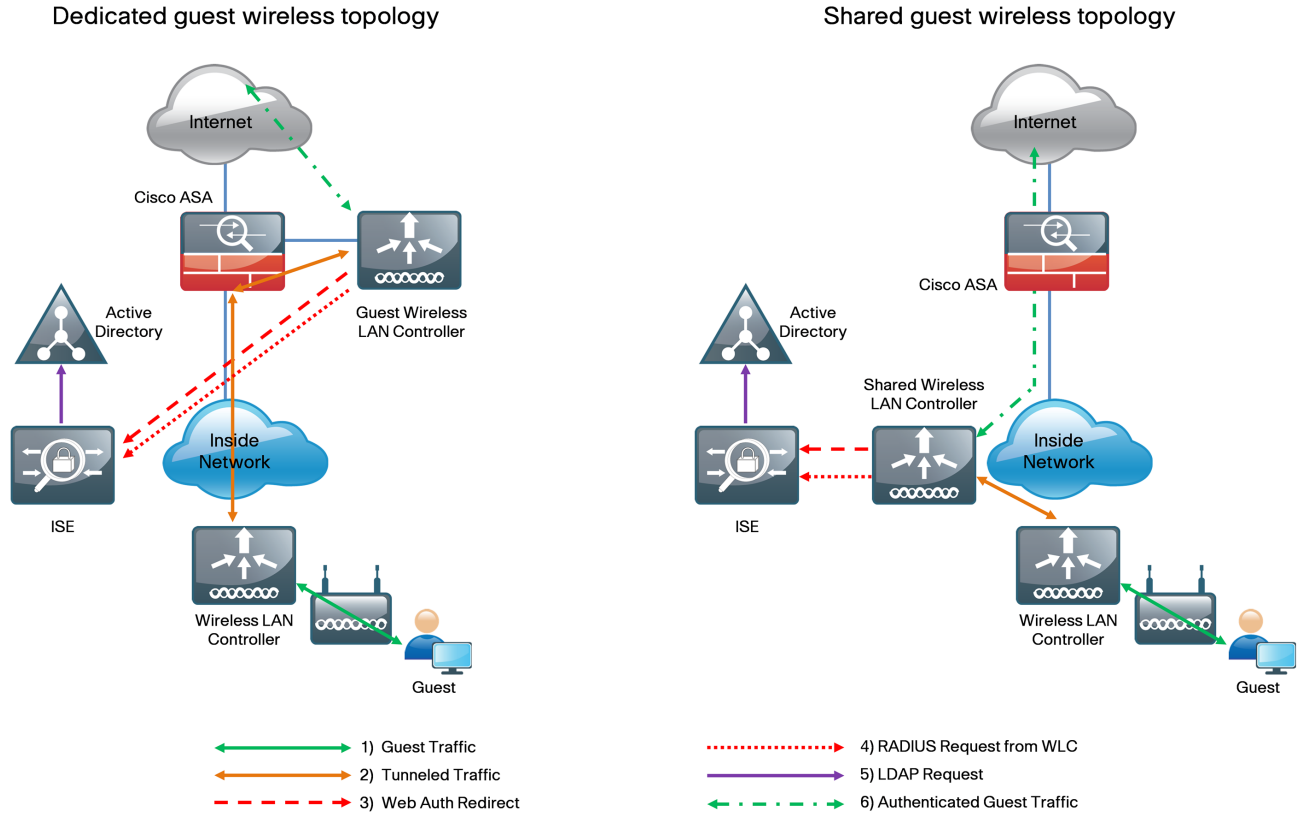 Dedicated guest wireless topology
Internet
Cisco ASA
Guest Wireless
LAN Controller
Active
Directory
Inside
Network
ISE
Wireless LAN
Controller
Guest
Shared guest wireless topology
Internet
Cisco ASA
Active
Directory
Shared Wireless
LAN Controller
Inside
Network
ISE
Wireless LAN
Controller
Guest
1) Guest Traffic
2) Tunneled Traffic
3) Web Auth Redirect
4) RADIUS Request from WLC
5) LDAP Request
6) Authenticated Guest Traffic